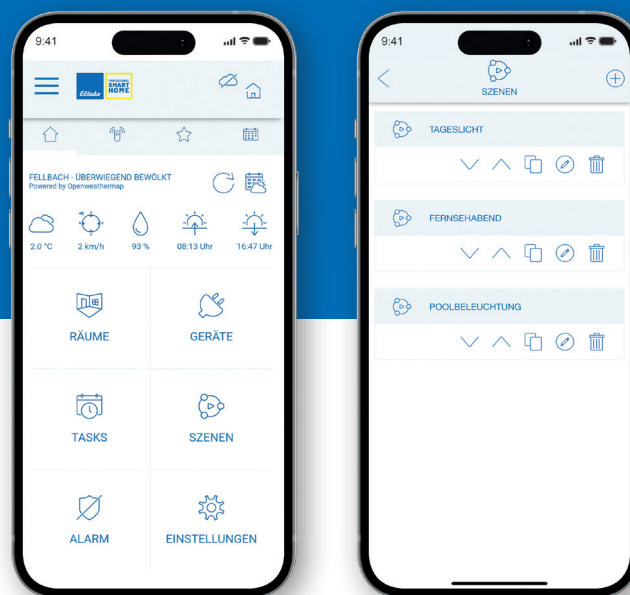 9:41
Eltako
PROFESSIONAL
SMART
HOME
FELLBACH - ÜBERWIEGEND BEWÖLKT
Powered by Openweathermap
2.0 °C
2 km/h
93 %
08:13 Uhr
16:47 Uhr
RÄUME
GERÄTE
TASKS
SZENEN
ALARM
EINSTELLUNGEN
9:41
SZENEN
TAGESLICHT
FERNSEHABEND
POOLBELEUCHTUNG